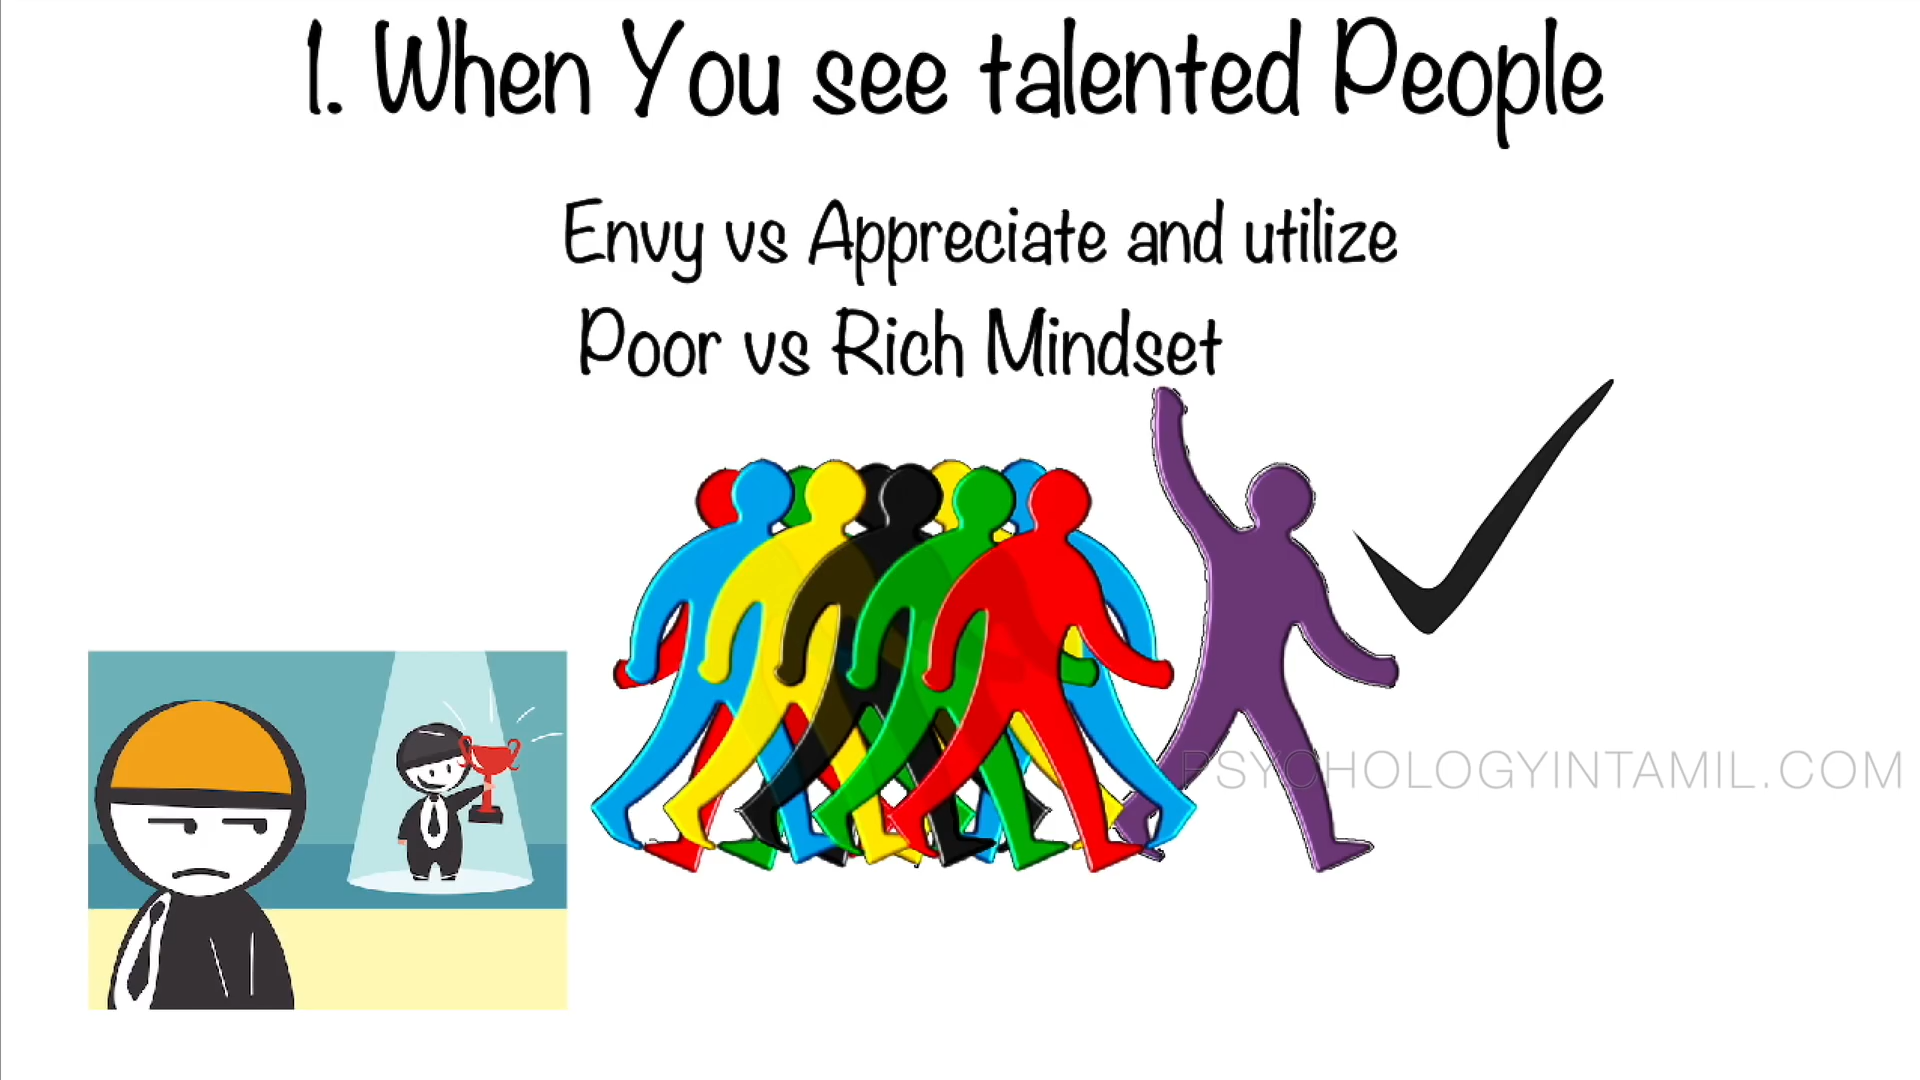 1. When You see talented People
Envy vs Appreciate and utilize
Poor vs Rich Mindset
PSYCHOLOGYINTAMIL.COM